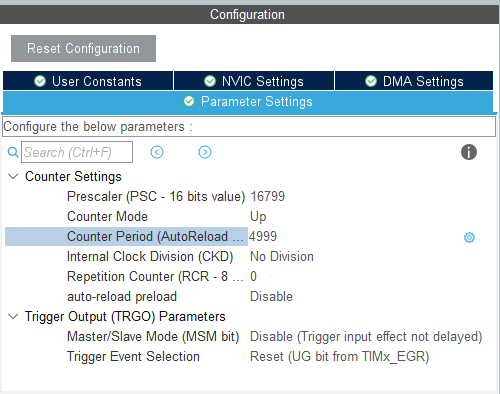 Configuration
Reset Configuration
User Constants NVIC Settings DMA Settings
Parameter Settings
Configure the below parameters :
Search (Ctrl+F)
Counter Settings
Prescaler (PSC - 16 bits value) 16799
Counter Mode Up
Counter Period (AutoReload ... 4999
Internal Clock Division (CKD) No Division
Repetition Counter (RCR - 8 ... 0
auto-reload preload Disable
Trigger Output (TRGO) Parameters
Master/Slave Mode (MSM bit) Disable (Trigger input effect not delayed)
Trigger Event Selection Reset (UG bit from TIMx_EGR)